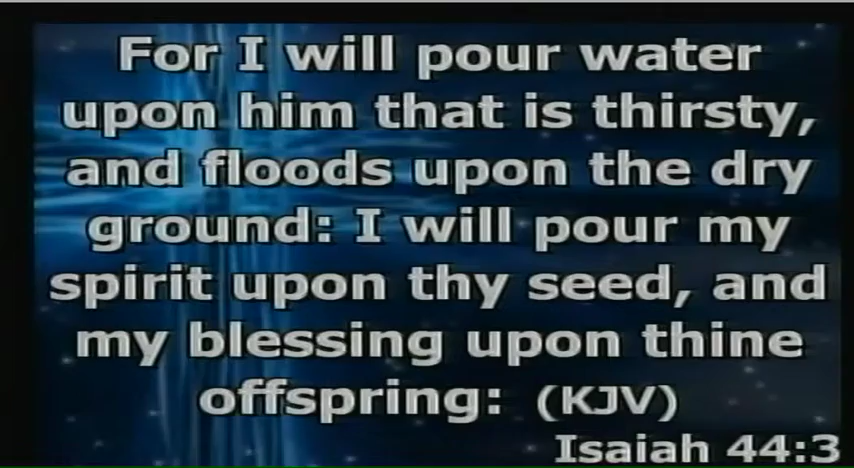 For I will pour water
upon him that is thirsty,
and floods upon the dry
ground: I will pour my
spirit upon thy seed, and
my blessing upon thine
offspring: (KJV)
Isaiah 44:3